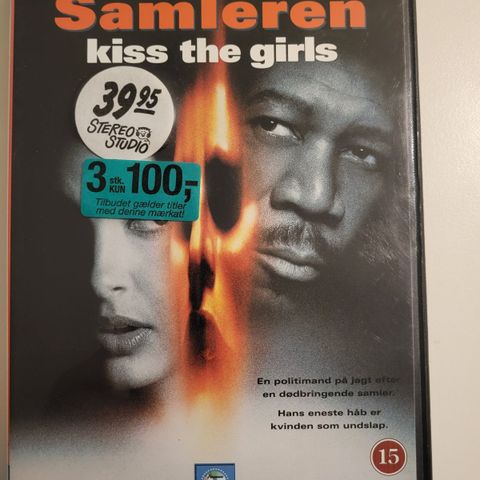 Samleren
kiss the girls
39.95
STEREO
STUDIO
3 stk. KUN 100,-
Tilbudet gælder titler
med denne mærkat!
En politimand på jagt efter
en dødbringende samler.
Hans eneste håb er
kvinden som undslap.
15